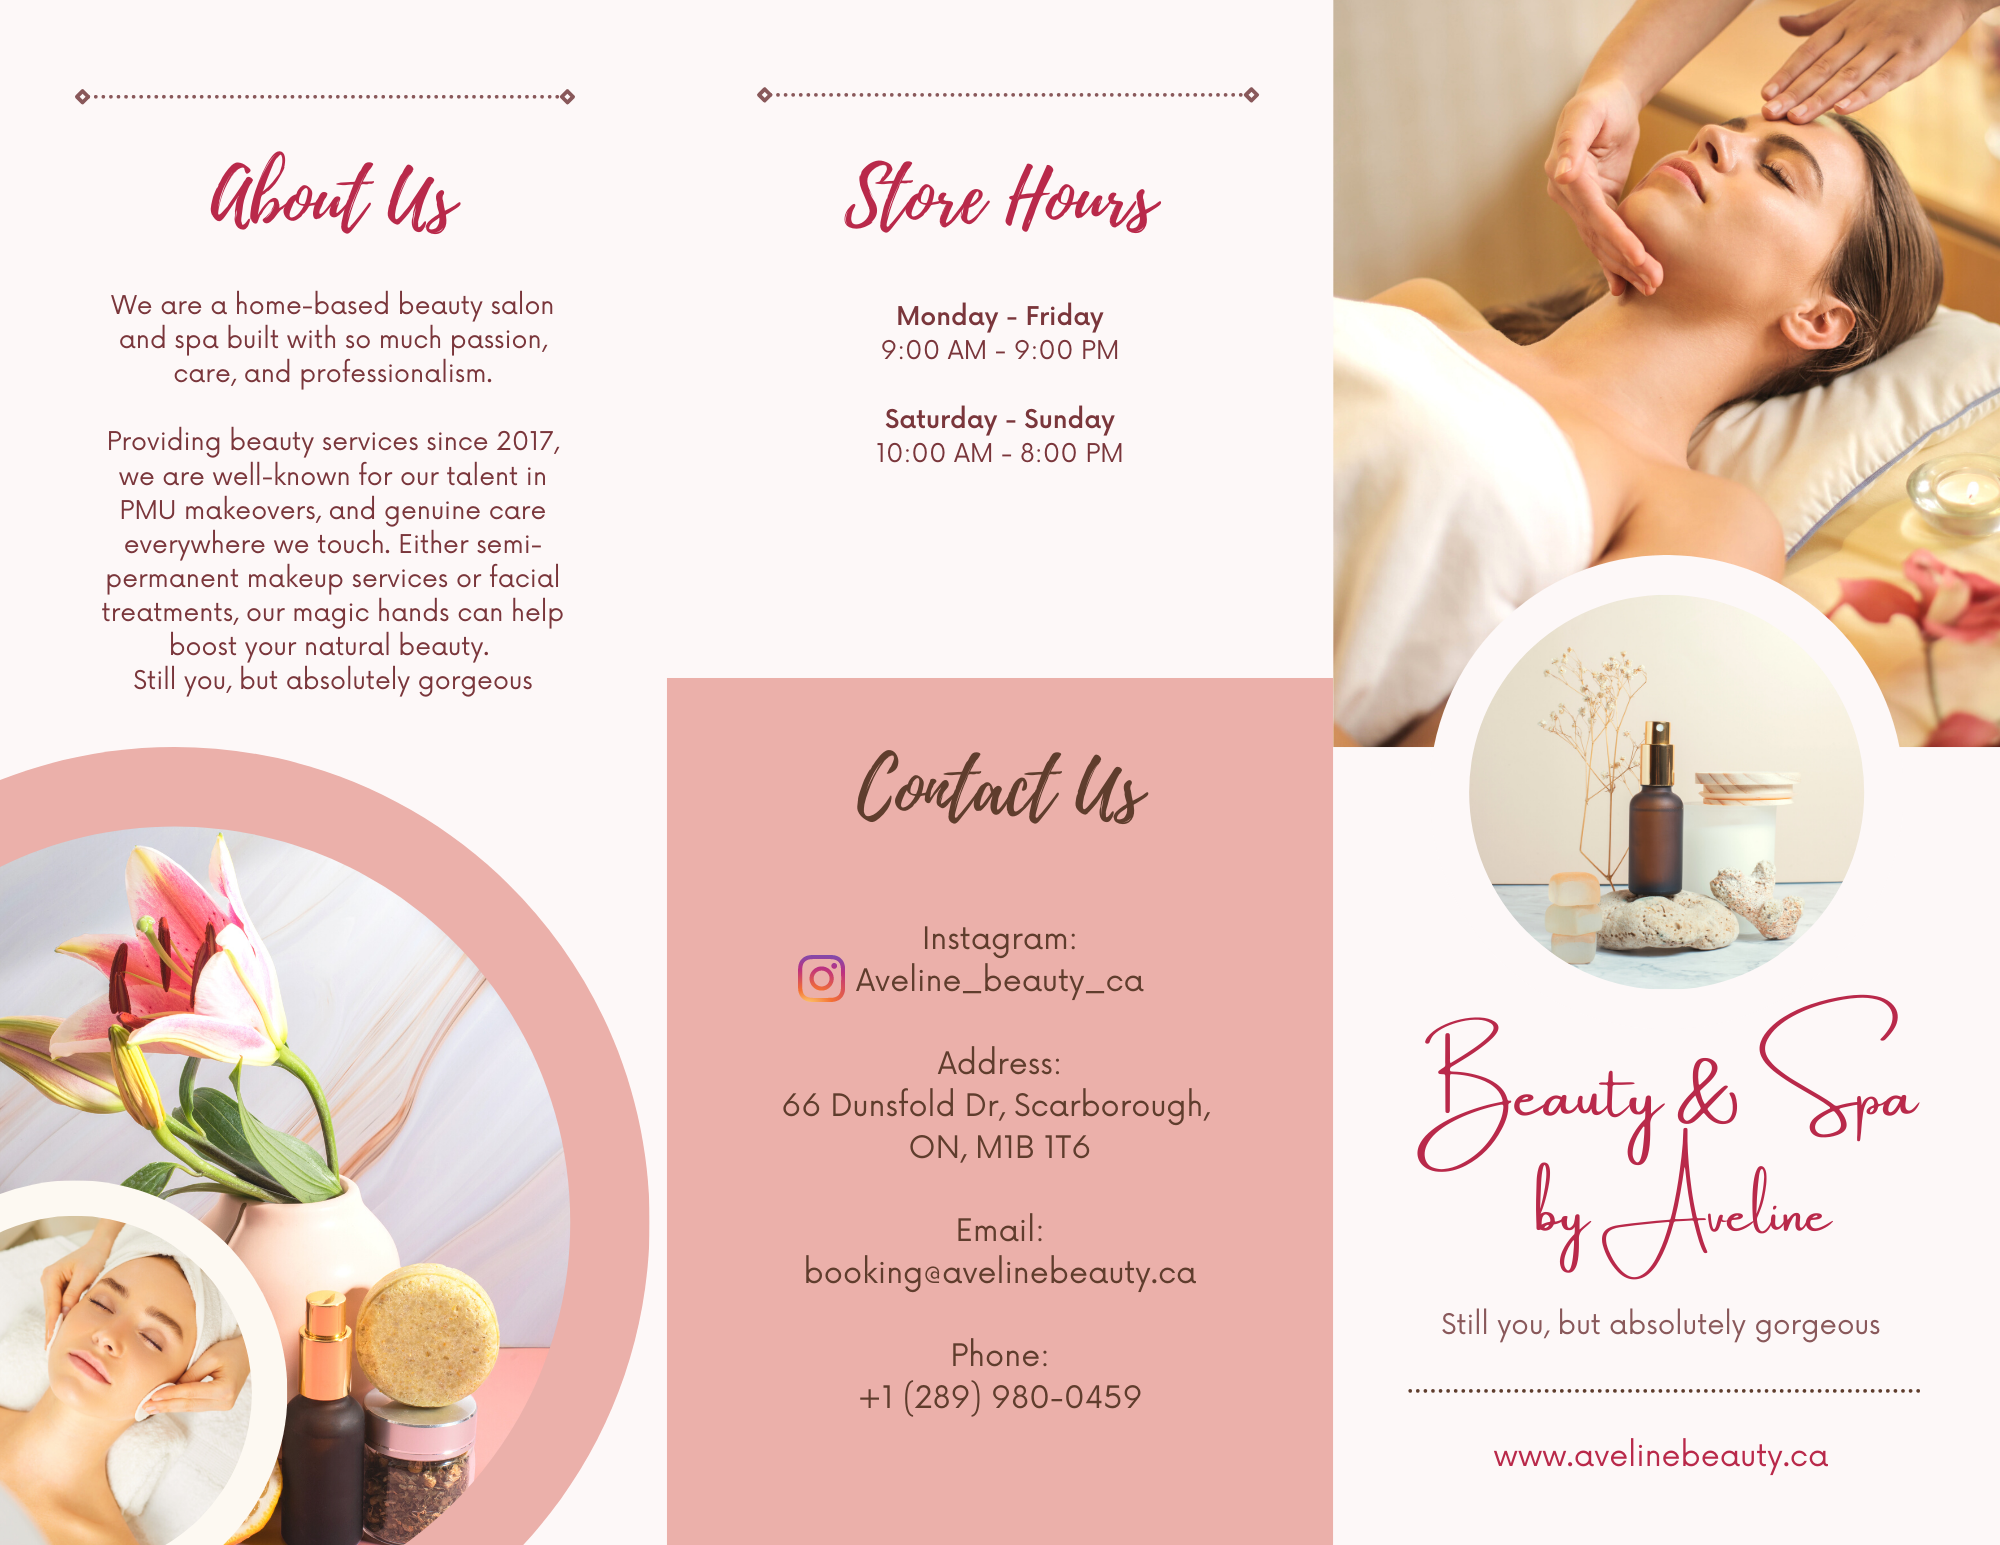 About Us
We are a home-based beauty salon
and spa built with so much passion,
care, and professionalism.
Providing beauty services since 2017,
we are well-known for our talent in
PMU makeovers, and genuine care
everywhere we touch. Either semi-
permanent makeup services or facial
treatments, our magic hands can help
boost your natural beauty.
Still you, but absolutely gorgeous
Store Hours
Monday - Friday
9:00 AM - 9:00 PM
Saturday - Sunday
10:00 AM - 8:00 PM
Contact Us
Instagram:
Aveline_beauty_ca
Address:
66 Dunsfold Dr, Scarborough,
ON, M1B 1T6
Email:
booking@avelinebeauty.ca
Phone:
+1 (289) 980-0459
Beauty & Spa
by Aveline
Still you, but absolutely gorgeous
www.avelinebeauty.ca